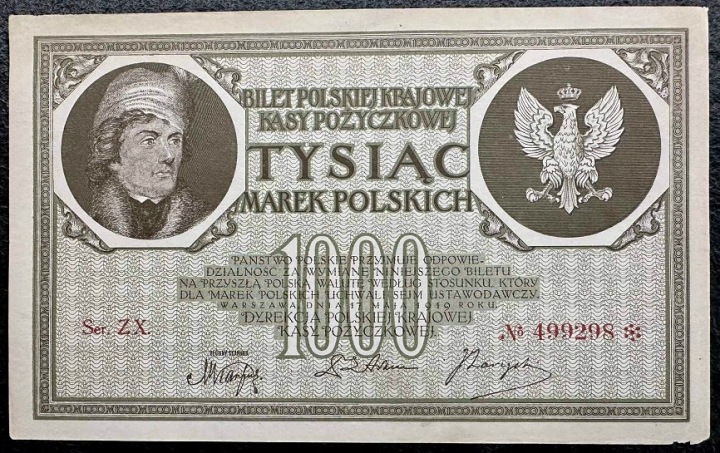 BILET POLSKIEJ KRAJOWEJ
KASY POŻYCZKOWEJ
TYSIĄC
MAREK POLSKICH
1000
PAŃSTWO POLSKIE PRZYJMUJE ODPOWIE-
DZIALNOŚĆ ZA WYMIANĘ NINIEJSZEGO BILETU
NA PRZYSZŁĄ POLSKĄ WALUTĘ WEDŁUG STOSUNKU, KTÓRY
DLA MAREK POLSKICH UCHWALI SEJM USTAWODAWCZY.
WARSZAWA DNIA 17 MAJA 1919 ROKU.
DYREKCJA POLSKIEJ KRAJOWEJ
KASY POŻYCZKOWEJ
Ser. Z.X.
№ 499298 ✻